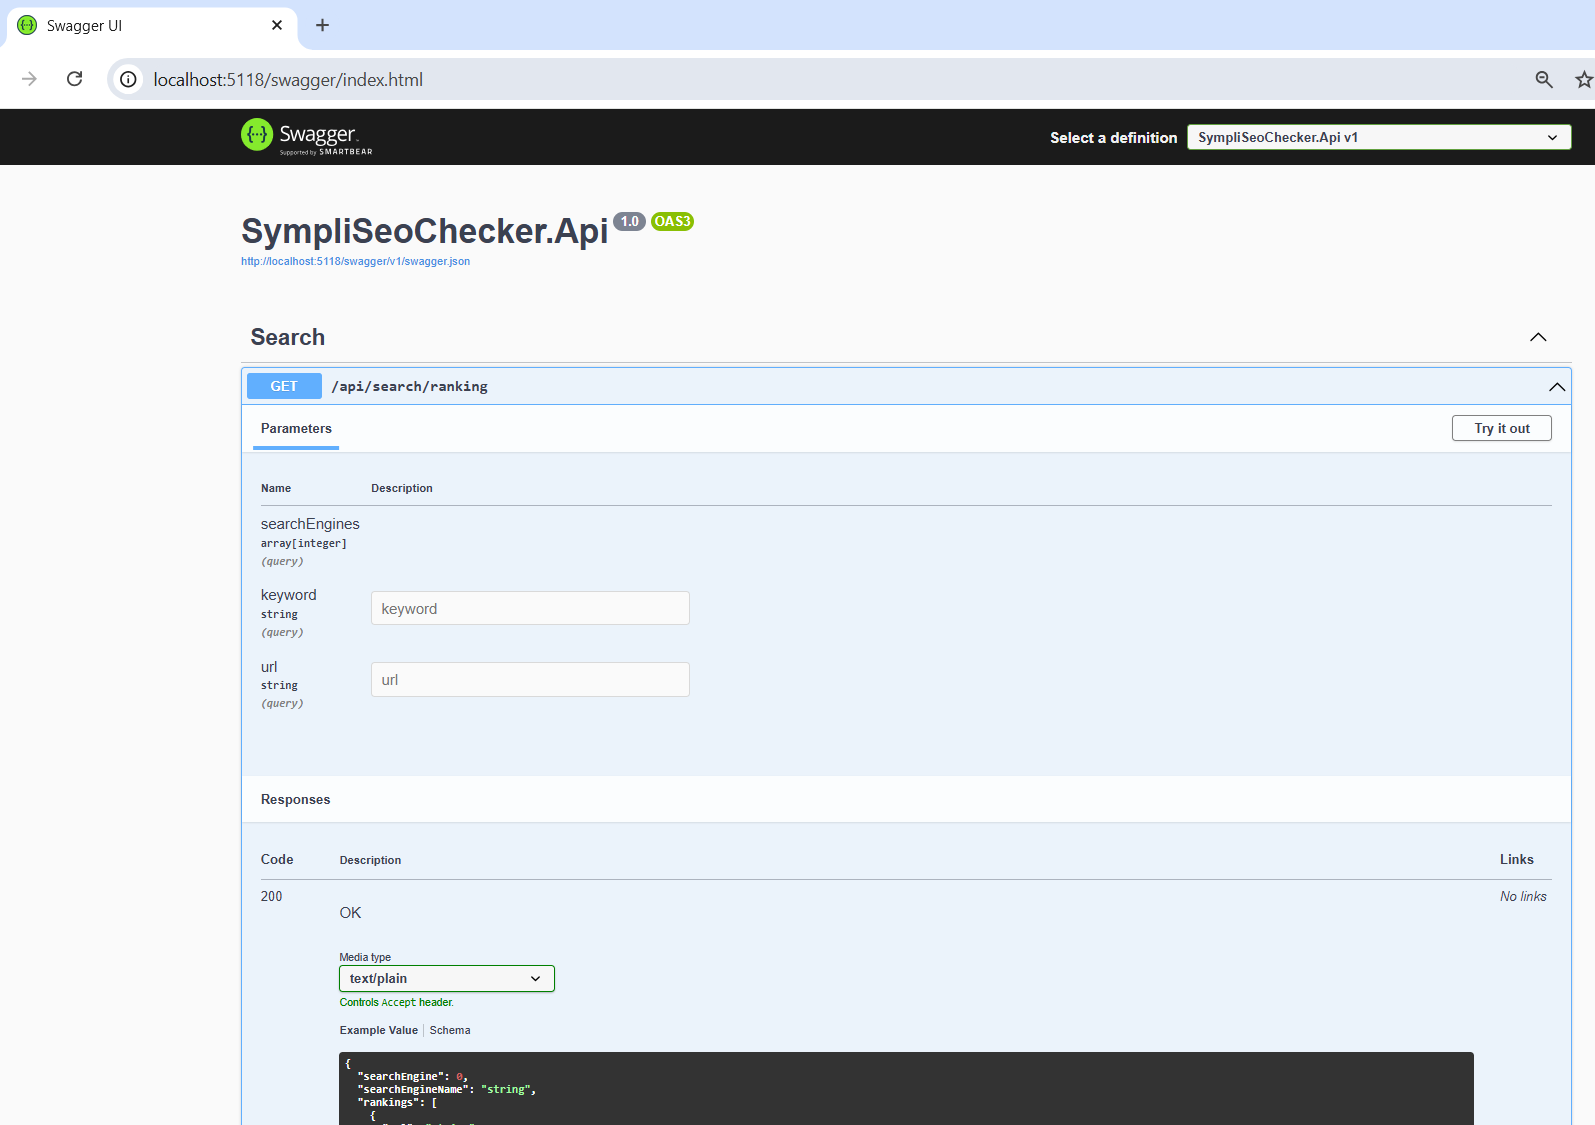 Swagger UI
localhost:5118/swagger/index.html
Swagger
Supported by SMARTBEAR
Select a definition
SympliSeoChecker.Api v1
SympliSeoChecker.Api 1.0 OAS3
http://localhost:5118/swagger/v1/swagger.json
Search
GET /api/search/ranking
Parameters
Try it out
Name Description
searchEngines
array[integer]
(query)
keyword
string
(query)
keyword
url
string
(query)
url
Responses
Code Description Links
200
OK
No links
Media type
text/plain
Controls Accept header.
Example Value Schema
{
"searchEngine": 0,
"searchEngineName": "string",
"rankings": [
{